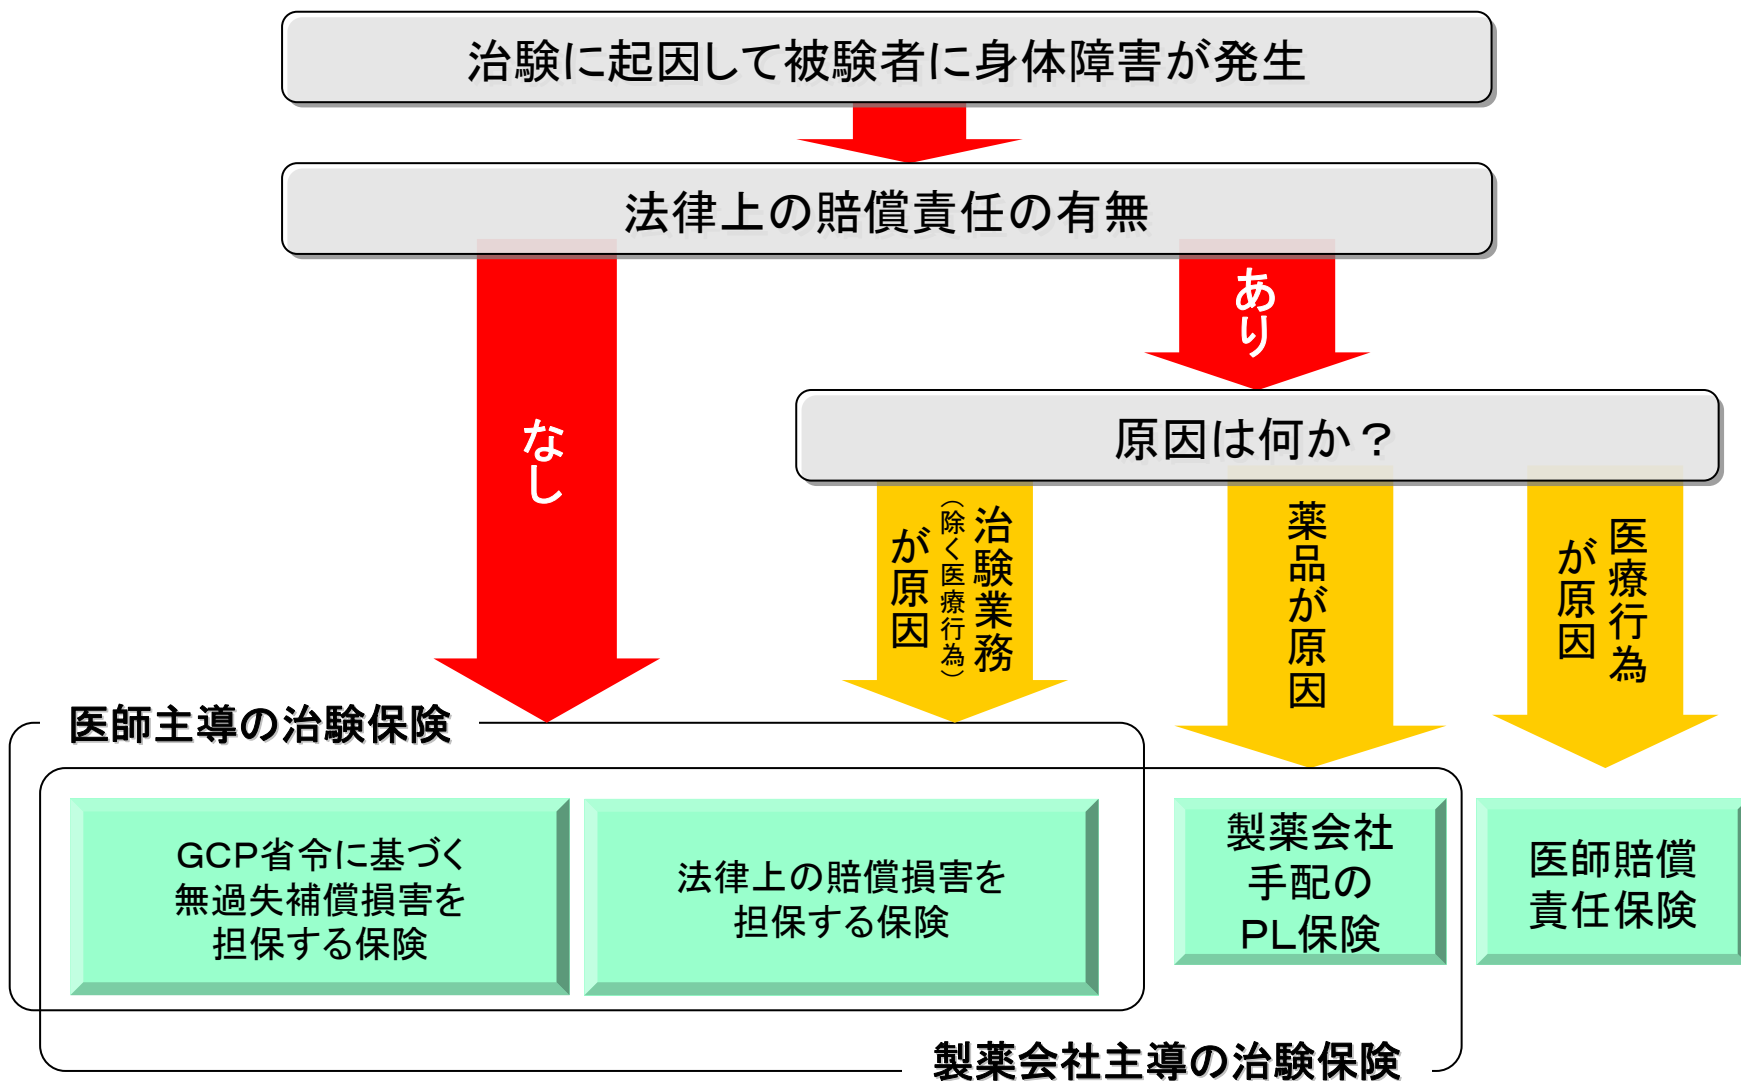 治験に起因して被験者に身体障害が発生
法律上の賠償責任の有無
なし
あり
原因は何か？
治験業務
（除く医療行為）
が原因
薬品が原因
医療行為
が原因
医師主導の治験保険
GCP省令に基づく
無過失補償損害を
担保する保険
法律上の賠償損害を
担保する保険
製薬会社
手配の
PL保険
医師賠償
責任保険
製薬会社主導の治験保険